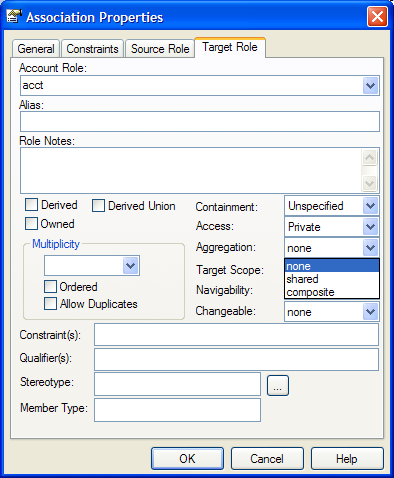 Association Properties
General Constraints Source Role Target Role
Account Role:
acct
Alias:
Role Notes:
Derived Derived Union Containment: Unspecified
Owned Access: Private
Multiplicity Aggregation: none
none
Target Scope: shared
Ordered Navigability: composite
Allow Duplicates Changeable: none
Constraint(s):
Qualifier(s):
Stereotype: ...
Member Type:
OK Cancel Help